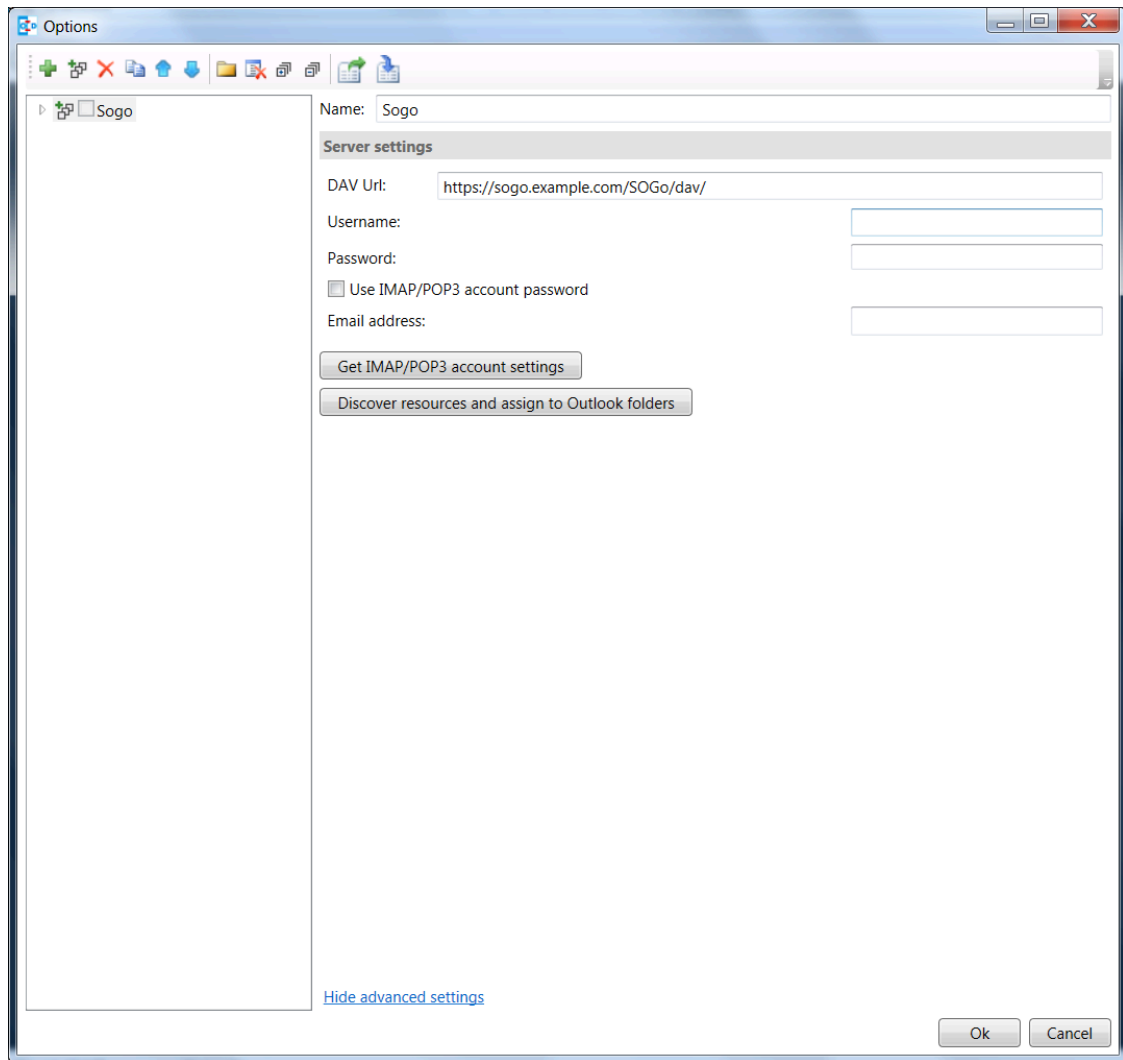 Options
Sogo
Name: Sogo
Server settings
DAV Url: https://sogo.example.com/SOGo/dav/
Username:
Password:
Use IMAP/POP3 account password
Email address:
Get IMAP/POP3 account settings
Discover resources and assign to Outlook folders
Hide advanced settings
Ok Cancel